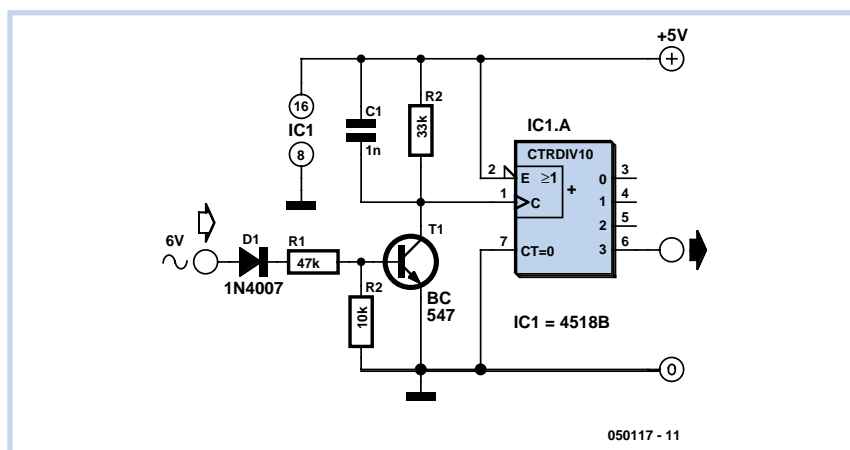 +5V
R2
33k
C1
1n
16
IC1
8
IC1.A
CTRDIV10
2
E
≥1
+
0
3
1
C
1
4
2
5
7
CT=0
3
6
6V
D1
1N4007
R1
47k
T1
R2
10k
BC
547
IC1 = 4518B
0
050117 - 11